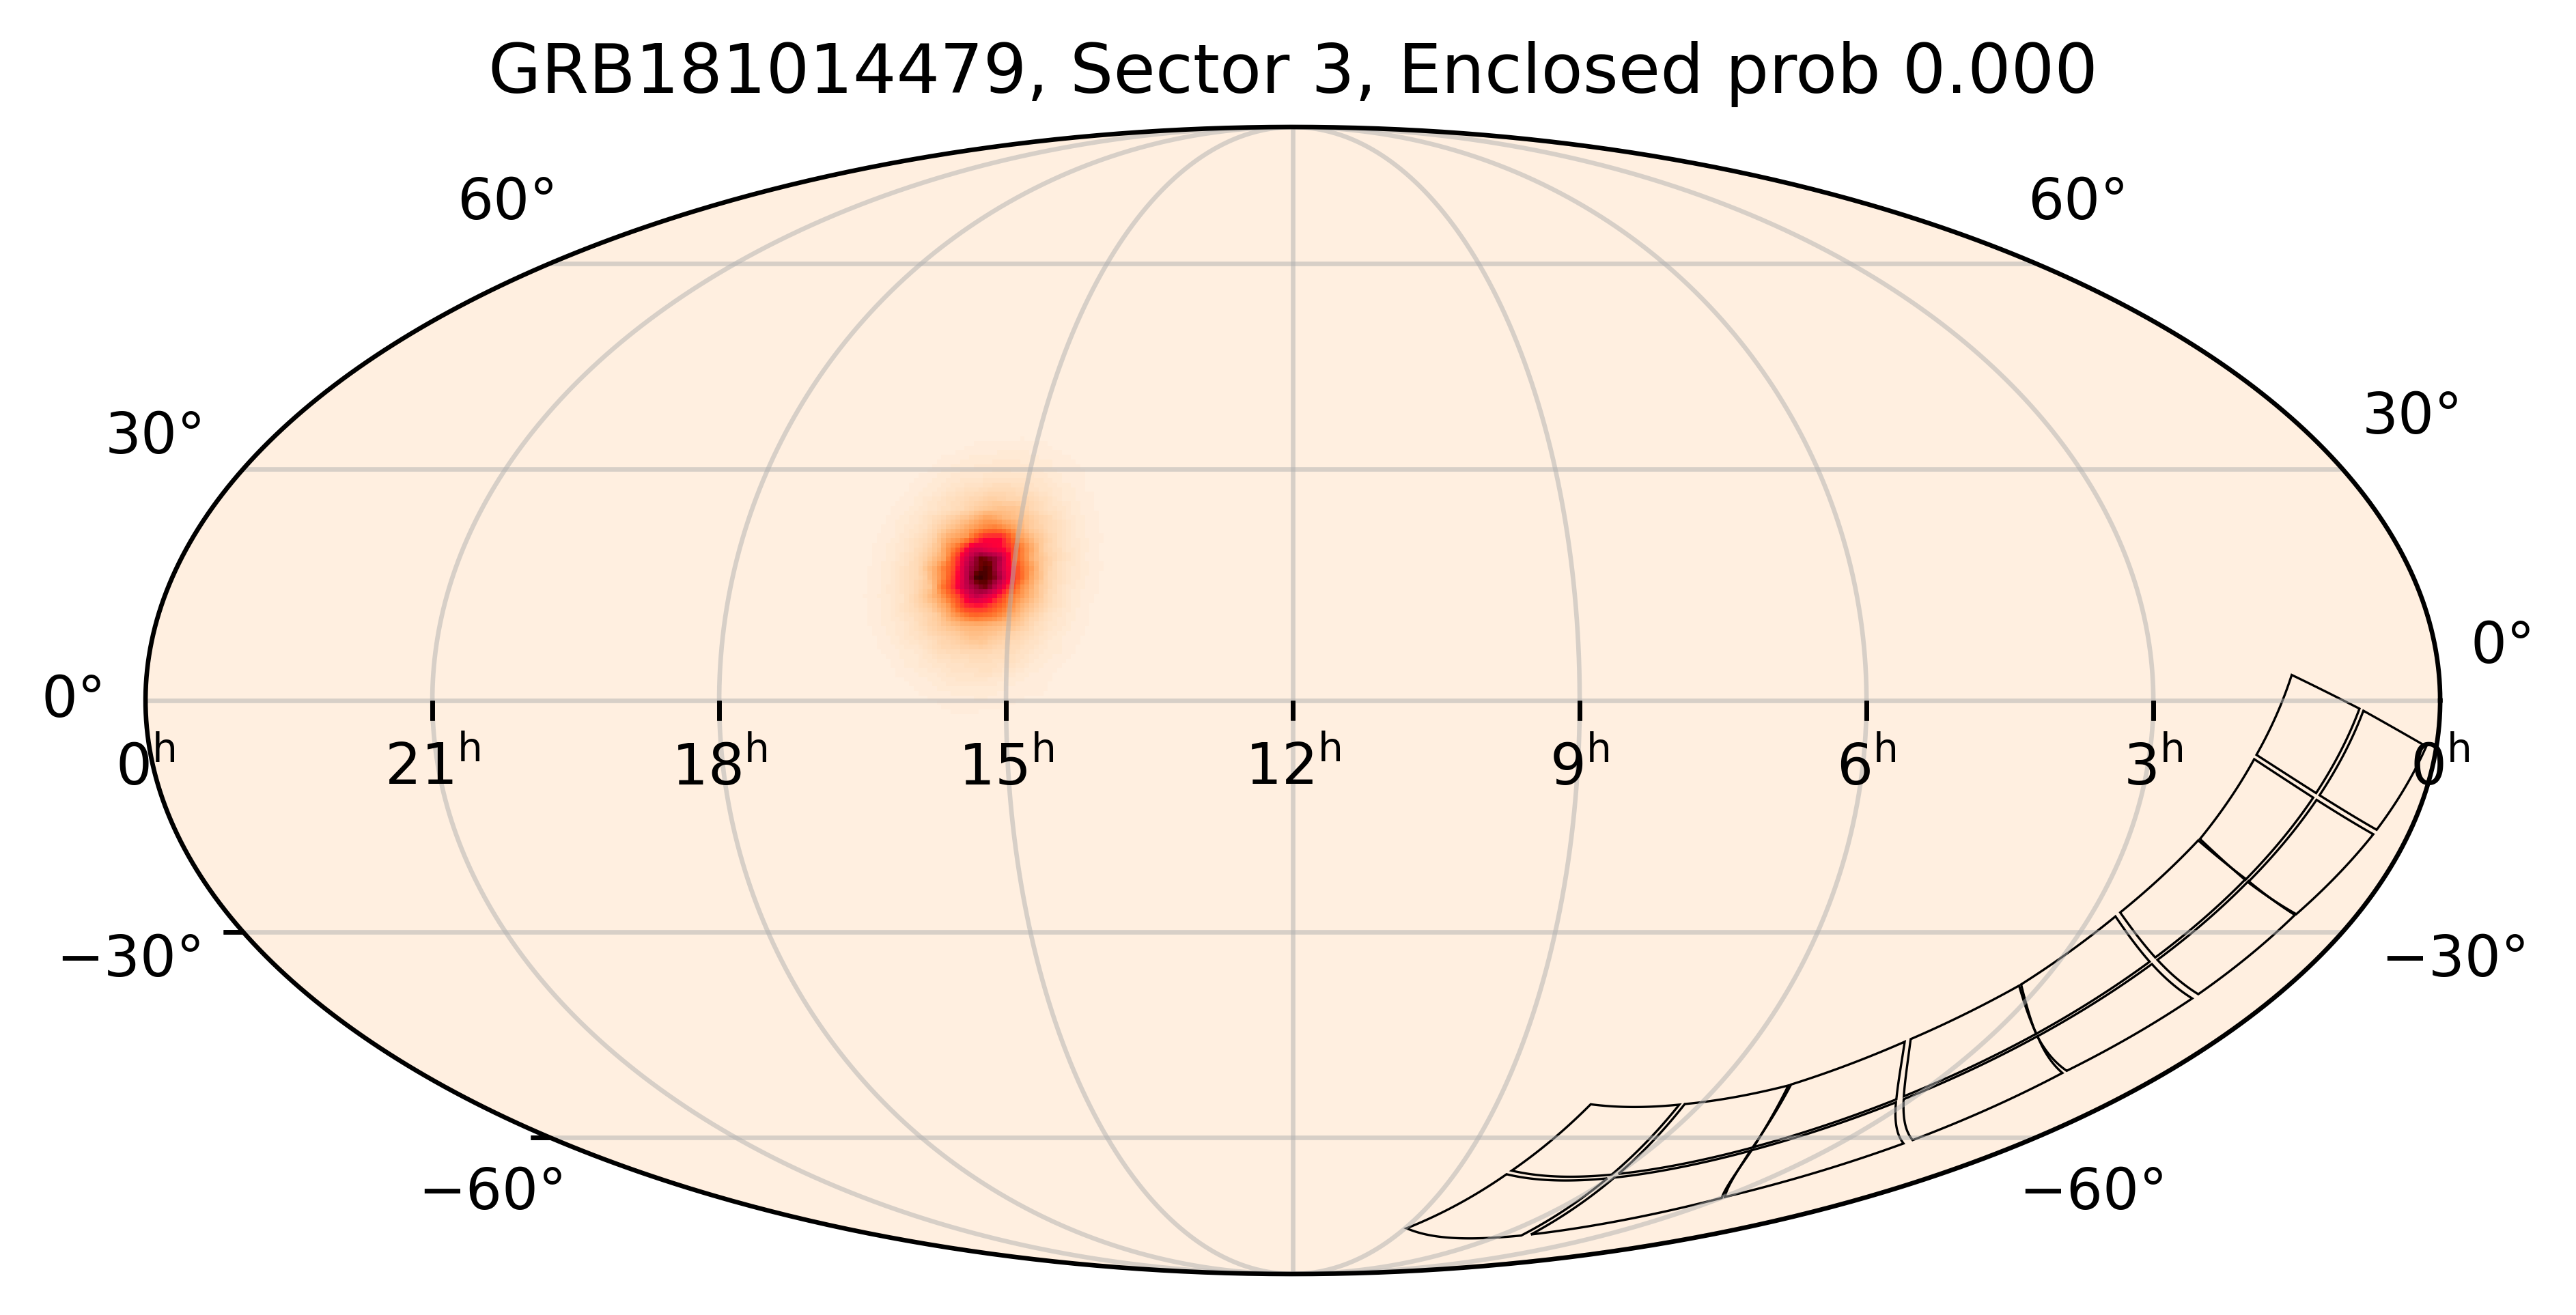 GRB181014479, Sector 3, Enclosed prob 0.000
60° 60°
30° 30°
0° 0°
0ʰ 21ʰ 18ʰ 15ʰ 12ʰ 9ʰ 6ʰ 3ʰ 0ʰ
−30° −30°
−60° −60°